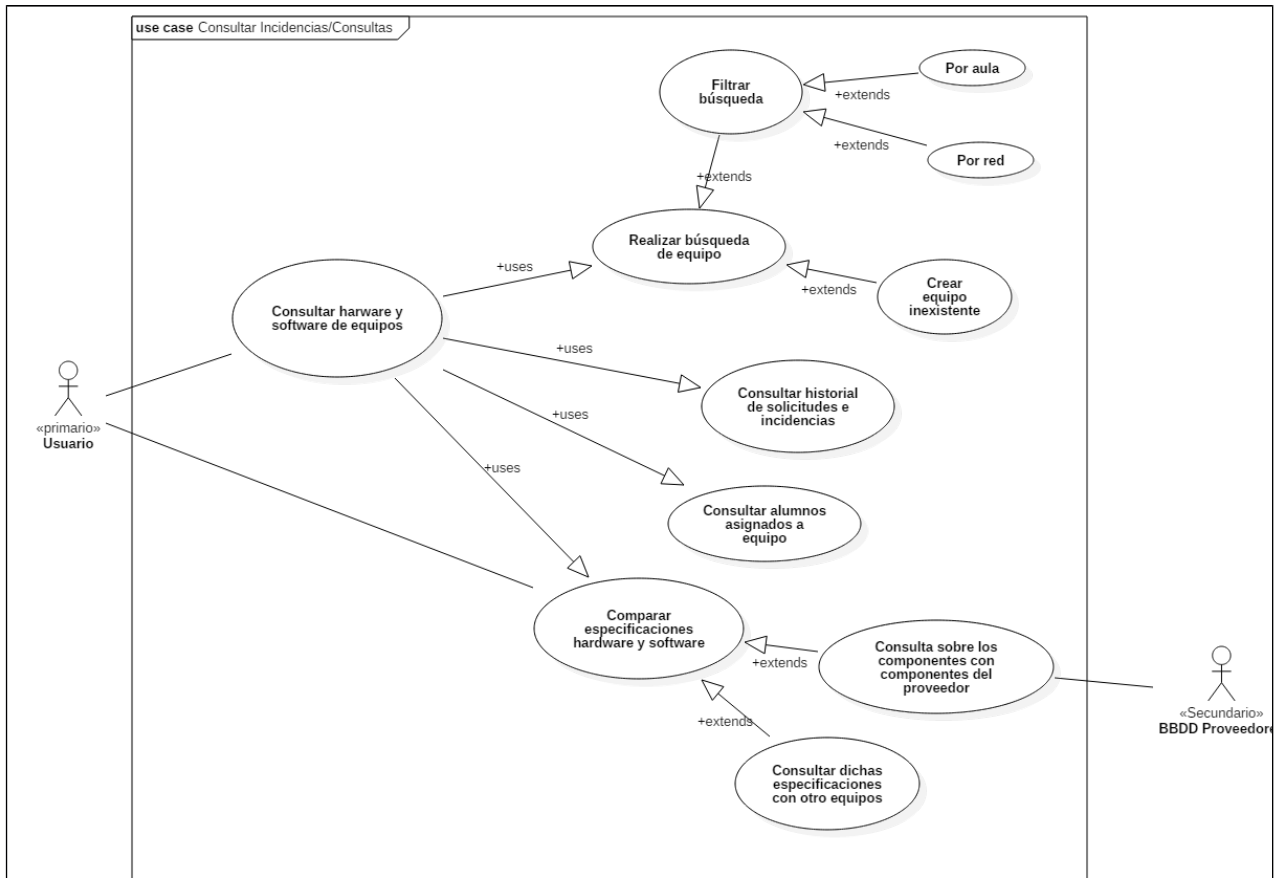 use case Consultar Incidencias/Consultas
Filtrar
búsqueda
Por aula
+extends
+extends
Por red
+extends
Realizar búsqueda
de equipo
+uses
+extends
Crear
equipo
inexistente
Consultar harware y
software de equipos
+uses
Consultar historial
de solicitudes e
incidencias
+uses
«primario»
Usuario
+uses
Consultar alumnos
asignados a
equipo
Comparar
especificaciones
hardware y software
+extends
Consulta sobre los
componentes con
componentes del
proveedor
«Secundario»
BBDD Proveedore
+extends
Consultar dichas
especificaciones
con otro equipos